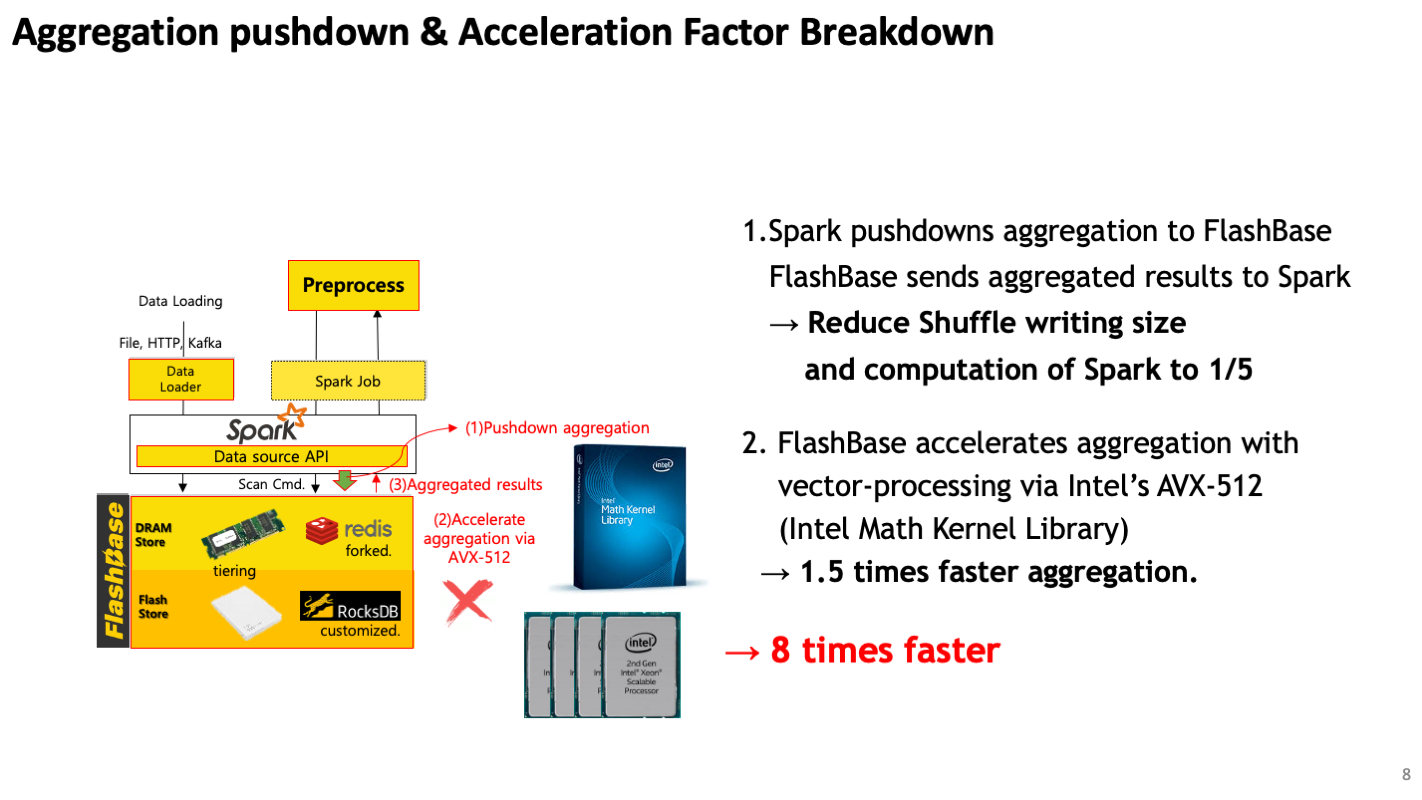 Aggregation pushdown & Acceleration Factor Breakdown
Preprocess
Data Loading
File, HTTP, Kafka
Data
Loader
Spark Job
Spark
Data source API
(1)Pushdown aggregation
Scan Cmd.
(3)Aggregated results
FlashBase
DRAM
Store
tiering
redis
forked.
Flash
Store
RocksDB
customized.
(2)Accelerate
aggregation via
AVX-512
intel
Intel
Math Kernel
Library
intel
2nd Gen
Intel® Xeon®
Scalable
Processor
1.Spark pushdowns aggregation to FlashBase
FlashBase sends aggregated results to Spark
→ Reduce Shuffle writing size
and computation of Spark to 1/5
2. FlashBase accelerates aggregation with
vector-processing via Intel's AVX-512
(Intel Math Kernel Library)
→ 1.5 times faster aggregation.
→ 8 times faster
8